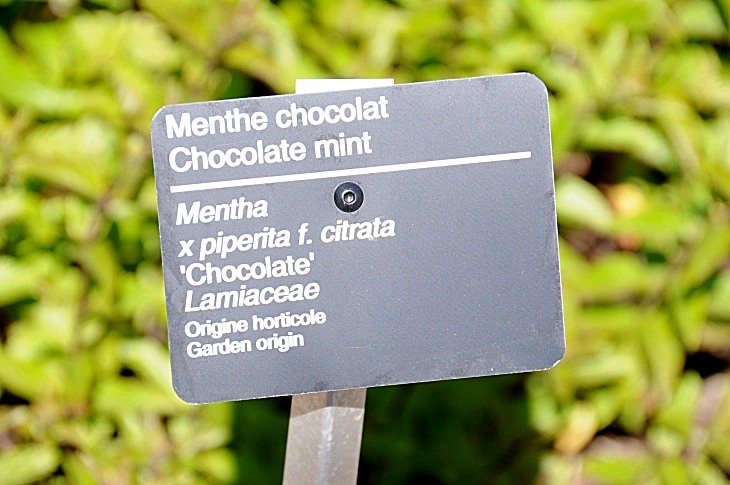 Menthe chocolat
Chocolate mint
Mentha
x piperita f. citrata
'Chocolate'
Lamiaceae
Origine horticole
Garden origin